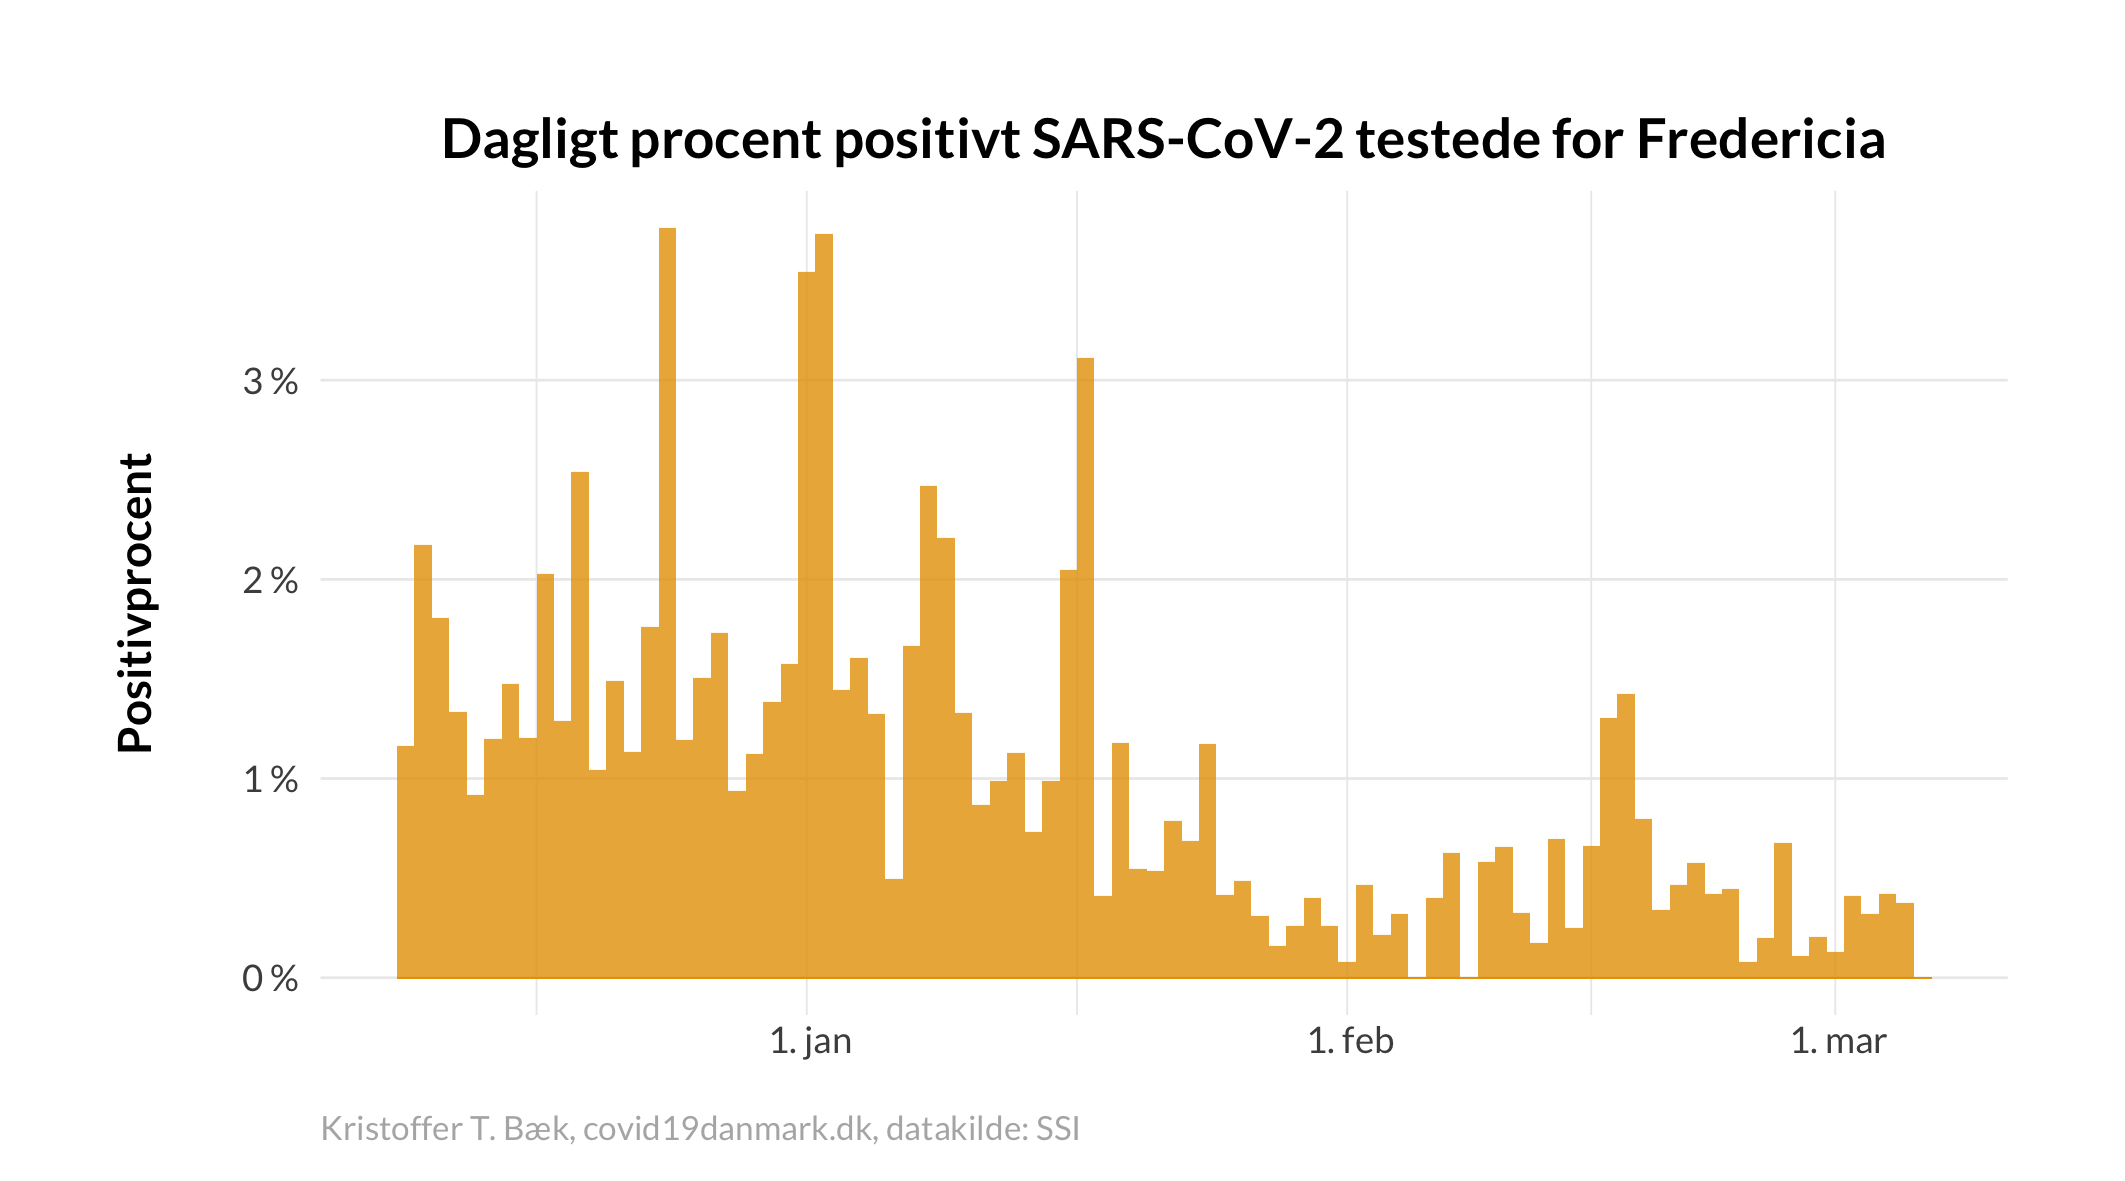 Dagligt procent positivt SARS-CoV-2 testede for Fredericia
Positivprocent
3 %
2 %
1 %
0 %
1. jan
1. feb
1. mar
Kristoffer T. Bæk, covid19danmark.dk, datakilde: SSI